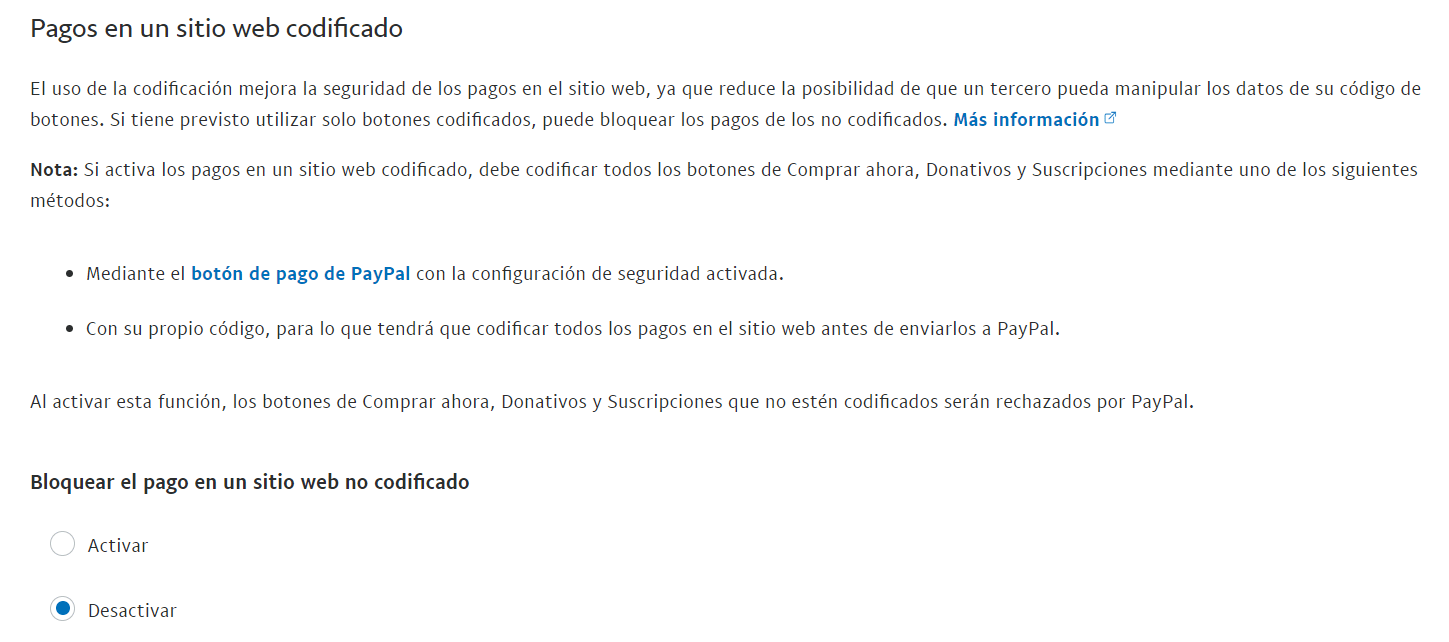 Pagos en un sitio web codificado
El uso de la codificación mejora la seguridad de los pagos en el sitio web, ya que reduce la posibilidad de que un tercero pueda manipular los datos de su código de
botones. Si tiene previsto utilizar solo botones codificados, puede bloquear los pagos de los no codificados. Más información
Nota: Si activa los pagos en un sitio web codificado, debe codificar todos los botones de Comprar ahora, Donativos y Suscripciones mediante uno de los siguientes
métodos:
• Mediante el botón de pago de PayPal con la configuración de seguridad activada.
• Con su propio código, para lo que tendrá que codificar todos los pagos en el sitio web antes de enviarlos a PayPal.
Al activar esta función, los botones de Comprar ahora, Donativos y Suscripciones que no estén codificados serán rechazados por PayPal.
Bloquear el pago en un sitio web no codificado
Activar
Desactivar